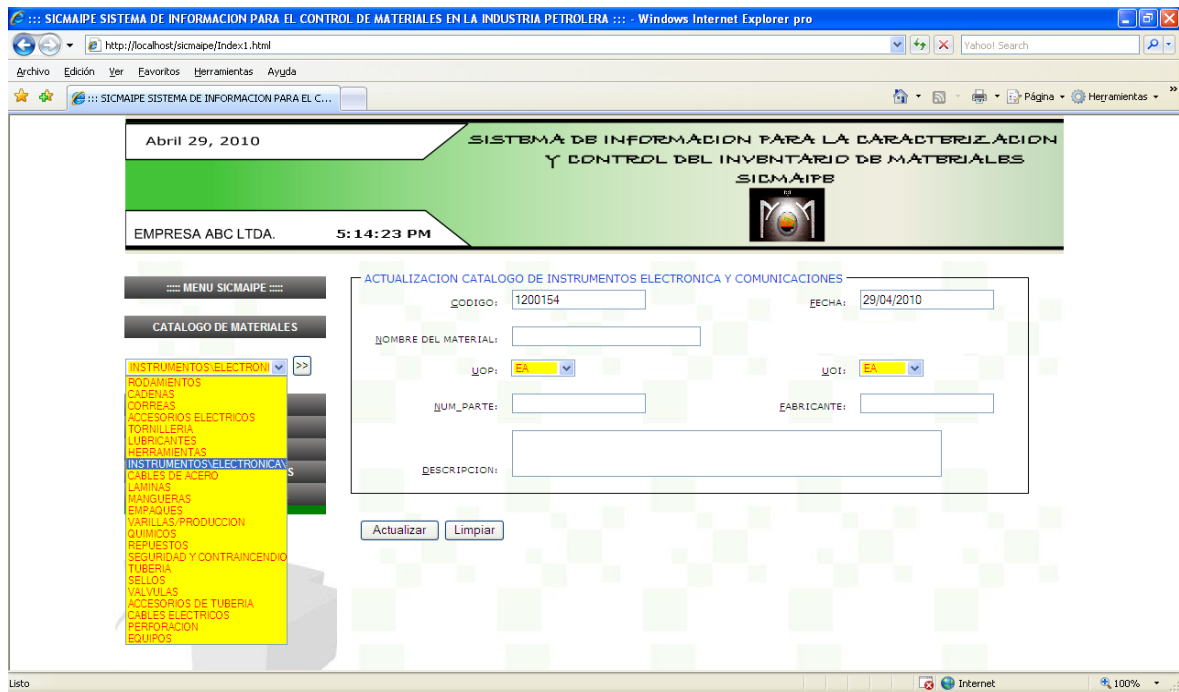 ::: SICMAIPE SISTEMA DE INFORMACION PARA EL CONTROL DE MATERIALES EN LA INDUSTRIA PETROLERA ::: - Windows Internet Explorer pro
http://localhost/sicmaipe/Index1.html
Yahoo! Search
Archivo Edición Ver Favoritos Herramientas Ayuda
::: SICMAIPE SISTEMA DE INFORMACION PARA EL C...
Página Herramientas
Abril 29, 2010
SISTEMA DE INFORMACION PARA LA CARACTERIZACION
Y CONTROL DEL INVENTARIO DE MATERIALES
SICMAIPE
EMPRESA ABC LTDA. 5:14:23 PM
::::: MENU SICMAIPE :::::
CATALOGO DE MATERIALES
INSTRUMENTOS\ELECTRONI >>
RODAMIENTOS
CADENAS
CORREAS
ACCESORIOS ELECTRICOS
TORNILLERIA
LUBRICANTES
HERRAMIENTAS
INSTRUMENTOS\ELECTRONICA\
S
CABLES DE ACERO
LAMINAS
MANGUERAS
EMPAQUES
VARILLAS/PRODUCCION
QUIMICOS
REPUESTOS
SEGURIDAD Y CONTRAINCENDIO
TUBERIA
SELLOS
VALVULAS
ACCESORIOS DE TUBERIA
CABLES ELECTRICOS
PERFORACION
EQUIPOS
ACTUALIZACION CATALOGO DE INSTRUMENTOS ELECTRONICA Y COMUNICACIONES
CODIGO: 1200154 FECHA: 29/04/2010
NOMBRE DEL MATERIAL:
UOP: EA UOI: EA
NUM_PARTE: FABRICANTE:
DESCRIPCION:
Actualizar Limpiar
Listo Internet 100%